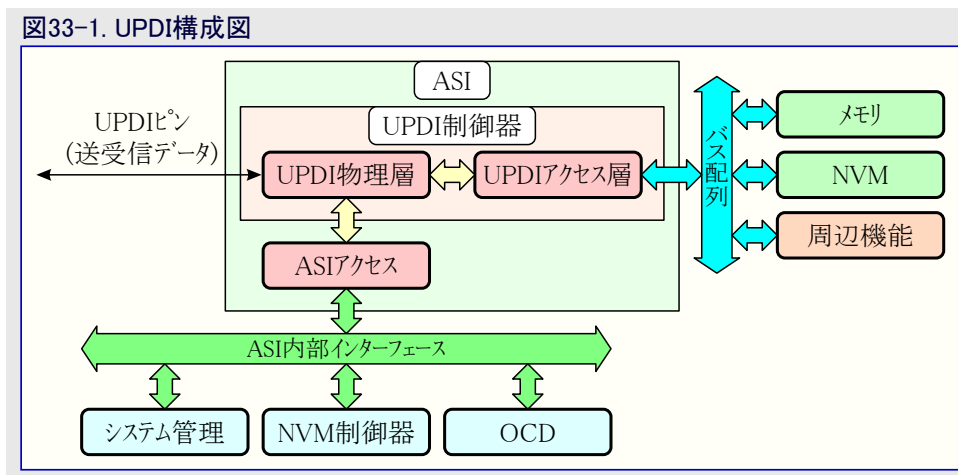 図33-1. UPDI構成図
ASI
UPDI制御器
UPDIﾋﾟﾝ
(送受信ﾃﾞｰﾀ)
UPDI物理層
UPDIｱｸｾｽ層
バス配列
ﾒﾓﾘ
NVM
周辺機能
ASIｱｸｾｽ
ASI内部ｲﾝﾀｰﾌｪｰｽ
ｼｽﾃﾑ管理
NVM制御器
OCD